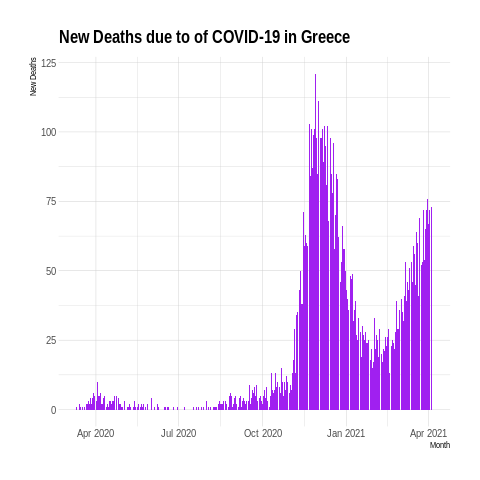 New Deaths due to of COVID-19 in Greece
New Deaths
125
100
75
50
25
0
Apr 2020 Jul 2020 Oct 2020 Jan 2021 Apr 2021
Month